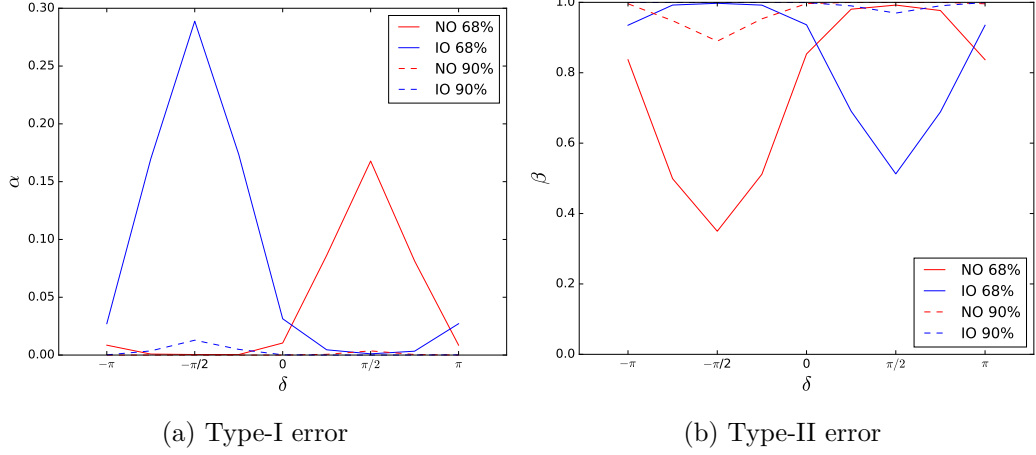 0.30
0.25
0.20
0.15
0.10
0.05
0.00
α
−π
−π/2
0
π/2
π
δ
NO 68%
IO 68%
NO 90%
IO 90%
(a) Type-I error
1.0
0.8
0.6
0.4
0.2
0.0
β
−π
−π/2
0
π/2
π
δ
NO 68%
IO 68%
NO 90%
IO 90%
(b) Type-II error